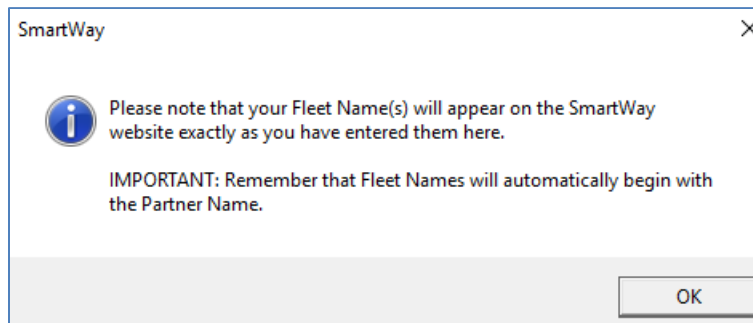 SmartWay
Please note that your Fleet Name(s) will appear on the SmartWay
website exactly as you have entered them here.
IMPORTANT: Remember that Fleet Names will automatically begin with
the Partner Name.
OK